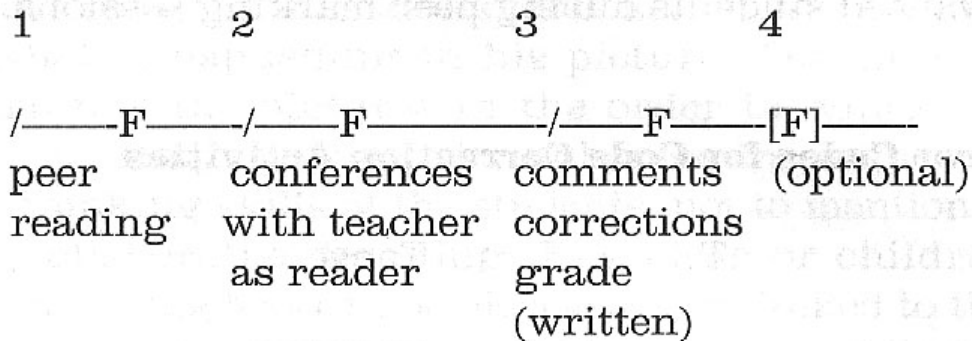 1 2 3 4
/——-F——-/——F————-/——F——-[F]——-
peer conferences comments (optional)
reading with teacher corrections
as reader grade
(written)